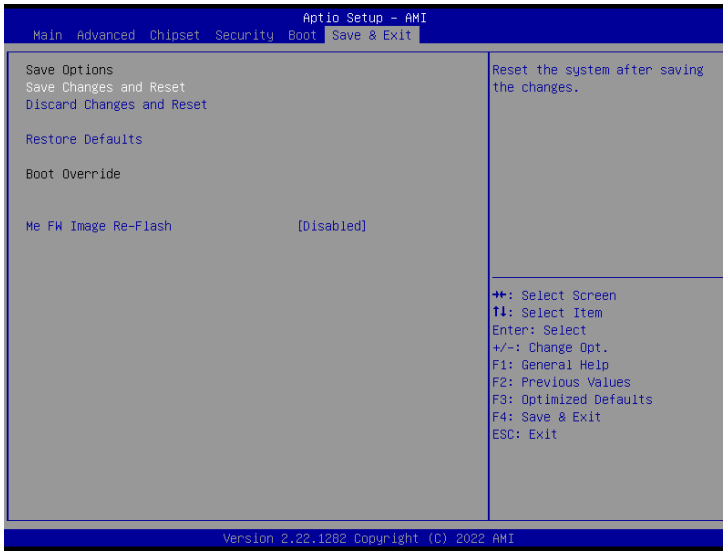 Aptio Setup - AMI
Main Advanced Chipset Security Boot Save & Exit
Save Options
Save Changes and Reset
Discard Changes and Reset
Restore Defaults
Boot Override
Me FW Image Re-Flash [Disabled]
Reset the system after saving
the changes.
→←: Select Screen
↑↓: Select Item
Enter: Select
+/-: Change Opt.
F1: General Help
F2: Previous Values
F3: Optimized Defaults
F4: Save & Exit
ESC: Exit
Version 2.22.1282 Copyright (C) 2022 AMI